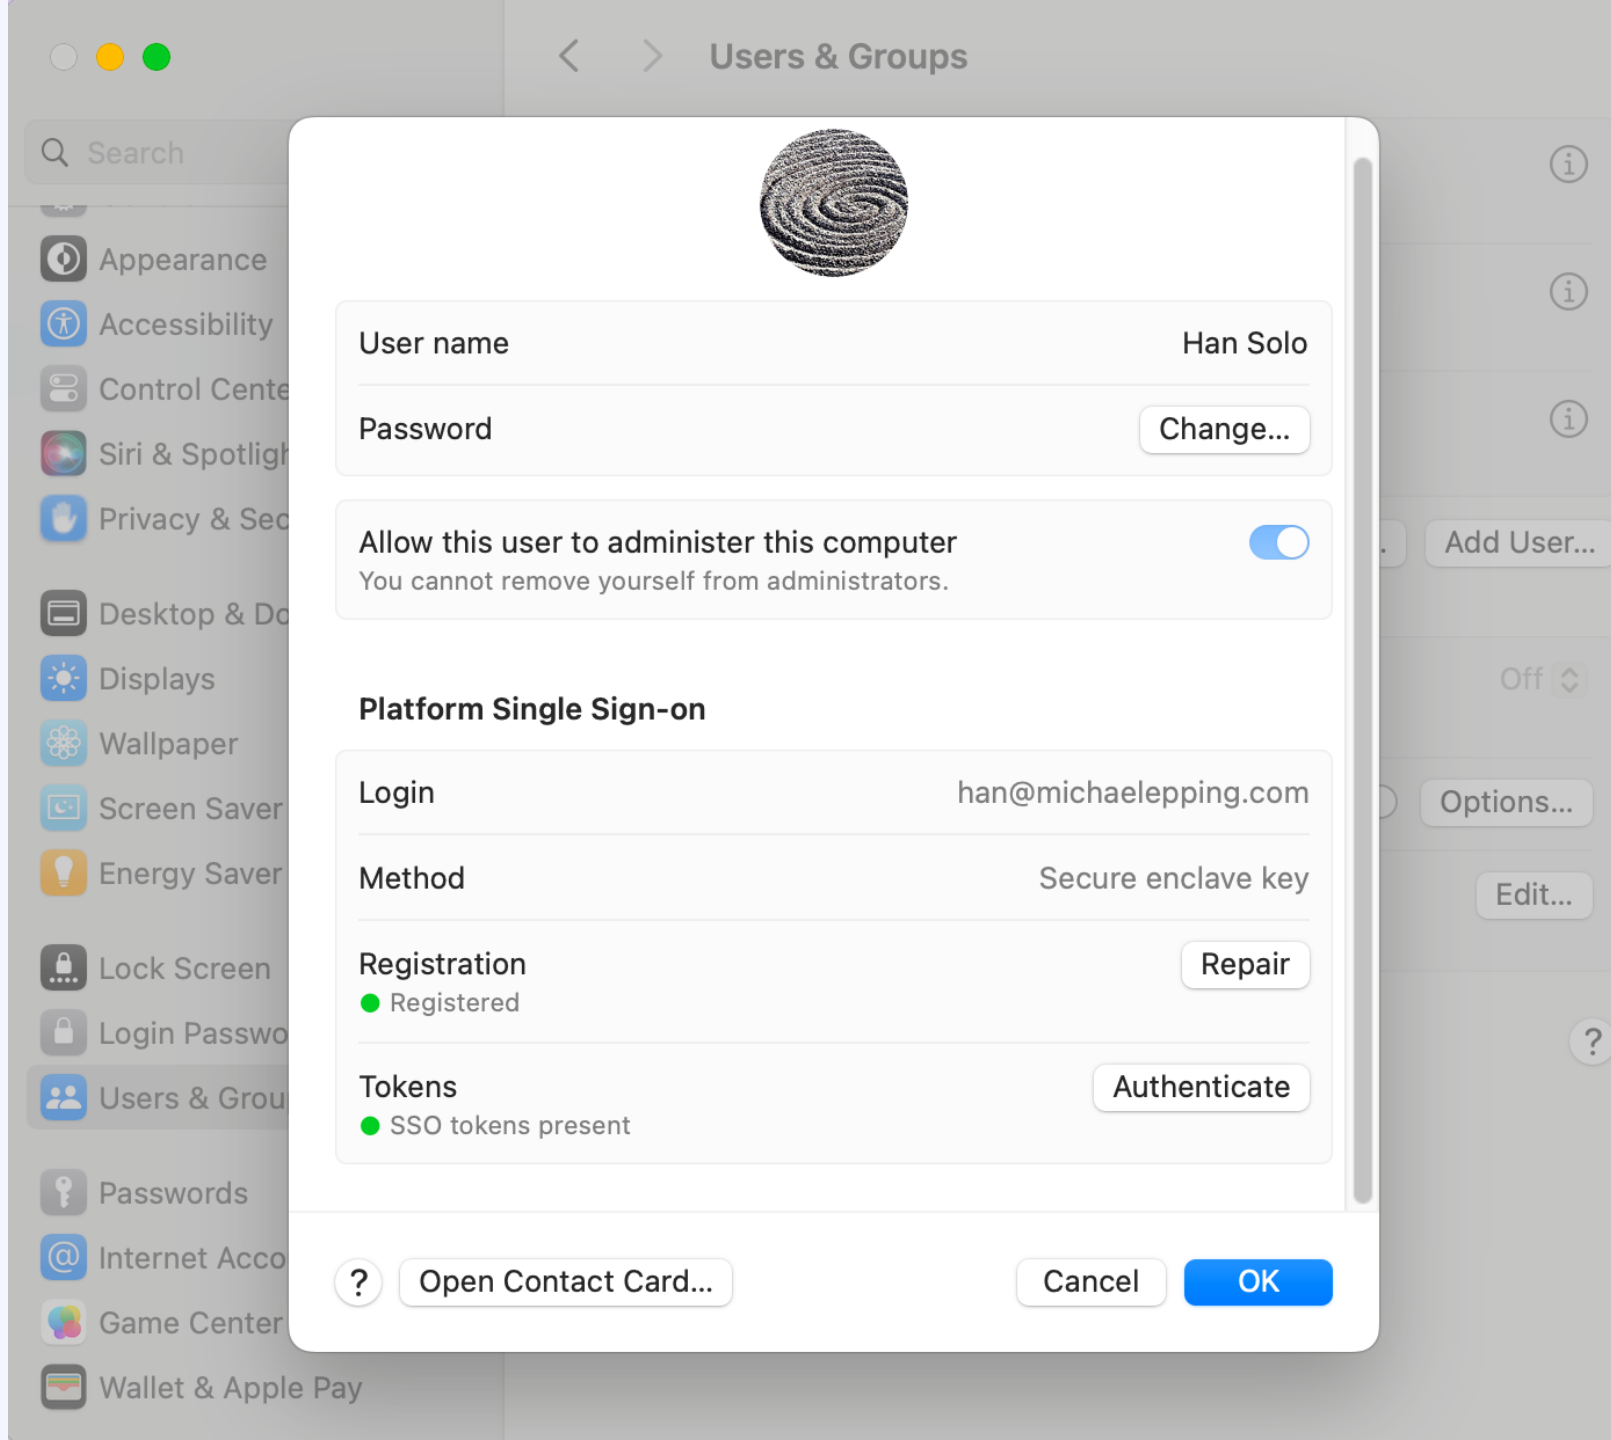 Users & Groups
Search
Appearance
Accessibility
Control Cente
Siri & Spotligh
Privacy & Sec
Desktop & Do
Displays
Wallpaper
Screen Saver
Energy Saver
Lock Screen
Login Passwo
Users & Grou
Passwords
Internet Acco
Game Center
Wallet & Apple Pay
User name Han Solo
Password Change...
Allow this user to administer this computer
You cannot remove yourself from administrators.
Platform Single Sign-on
Login han@michaelepping.com
Method Secure enclave key
Registration Repair
Registered
Tokens Authenticate
SSO tokens present
? Open Contact Card... Cancel OK
. Add User...
Off
Options...
Edit...
?